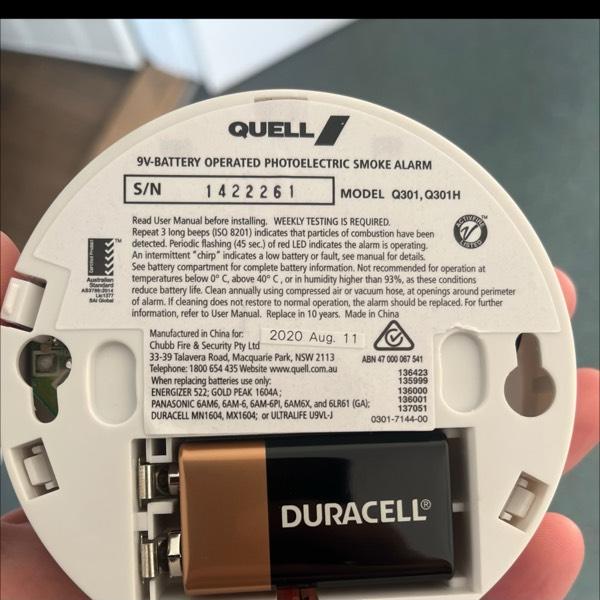 QUELL
9V-BATTERY OPERATED PHOTOELECTRIC SMOKE ALARM
S/N 1422261 MODEL Q301, Q301H
Read User Manual before installing. WEEKLY TESTING IS REQUIRED.
Repeat 3 long beeps (ISO 8201) indicates that particles of combustion have been
detected. Periodic flashing (45 sec.) of red LED indicates the alarm is operating.
An intermittent "chirp" indicates a low battery or fault, see manual for details.
See battery compartment for complete battery information. Not recommended for operation at
temperatures below 0° C, above 40° C, or in humidity higher than 93%, as these conditions
reduce battery life. Clean annually using compressed air or vacuum hose, at openings around perimeter
of alarm. If cleaning does not restore to normal operation, the alarm should be replaced. For further
information, refer to User Manual. Replace in 10 years. Made in China
Certified Product
TM
Australian
Standard
AS3786:2014
Lic1377
SAI Global
ACTIVFIRE
LISTED
Manufactured in China for: 2020 Aug. 11
Chubb Fire & Security Pty Ltd
33-39 Talavera Road, Macquarie Park, NSW 2113 ABN 47 000 067 541
Telephone: 1800 654 435 Website www.quell.com.au 136423
When replacing batteries use only: 135999
ENERGIZER 522; GOLD PEAK 1604A; 136000
PANASONIC 6AM6, 6AM-6, 6AM-6PI, 6AM6X, and 6LR61 (GA); 136001
137051
DURACELL MN1604, MX1604; or ULTRALIFE U9VL-J 0301-7144-00
DURACELL®